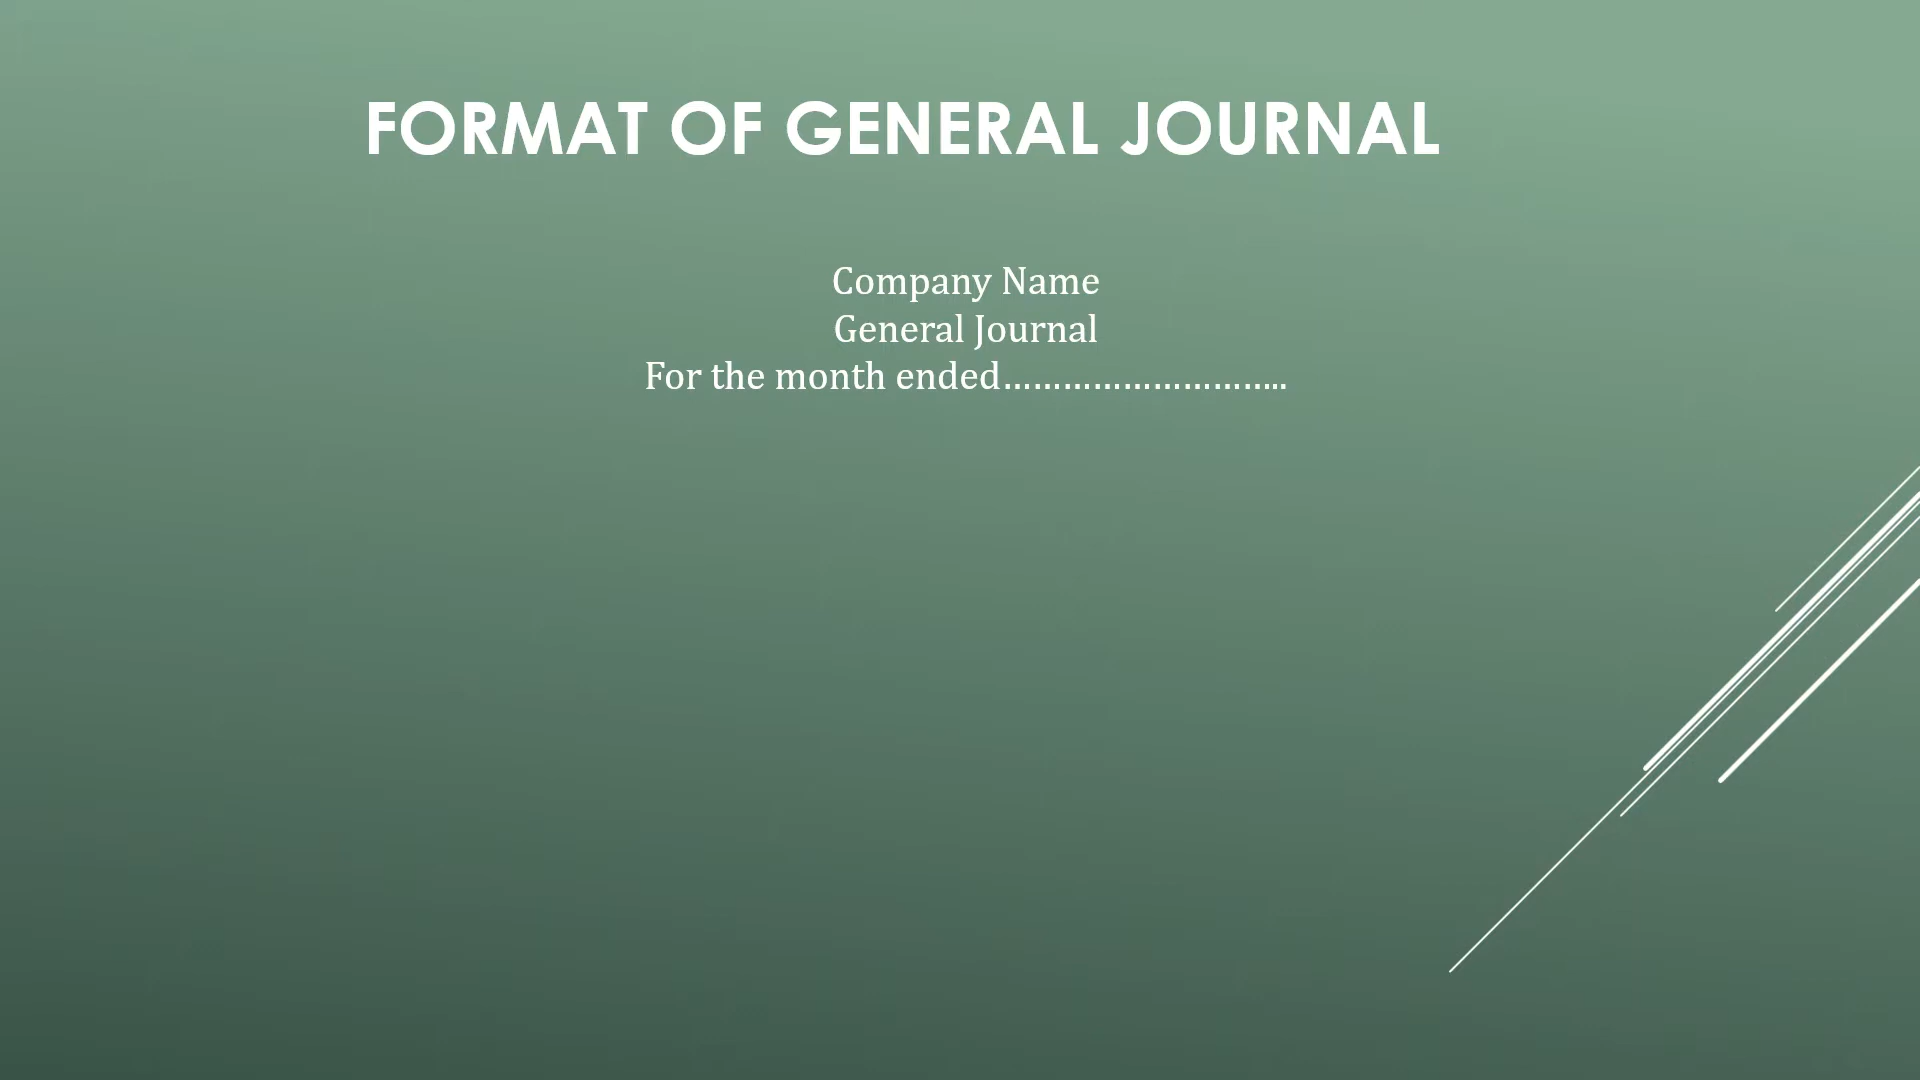 FORMAT OF GENERAL JOURNAL
Company Name
General Journal
For the month ended………………………..